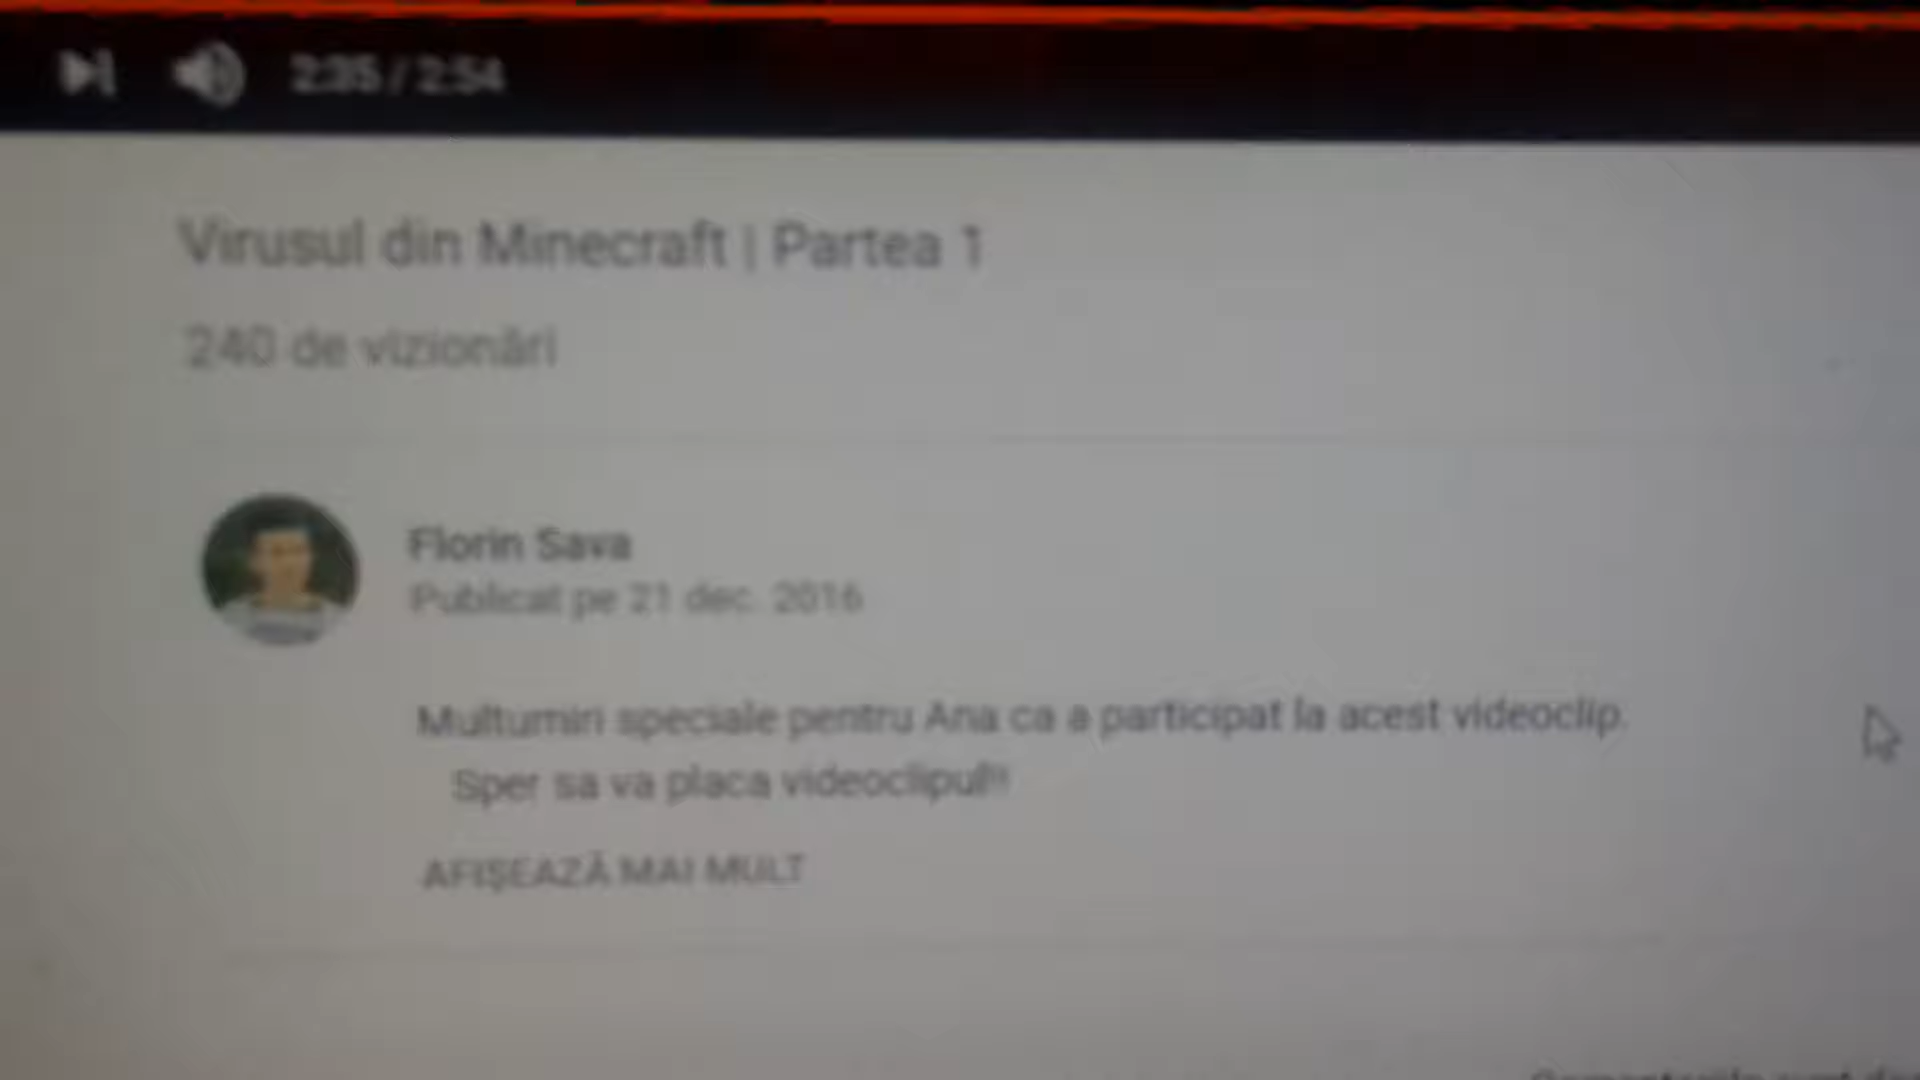 2:35 / 2:54
Virusul din Minecraft | Partea 1
240 de vizionări
Florin Sava
Publicat pe 21 dec. 2016
Multumiri speciale pentru Ana ca a participat la acest videoclip.
Sper sa va placa videoclipul!!
AFIȘEAZĂ MAI MULT